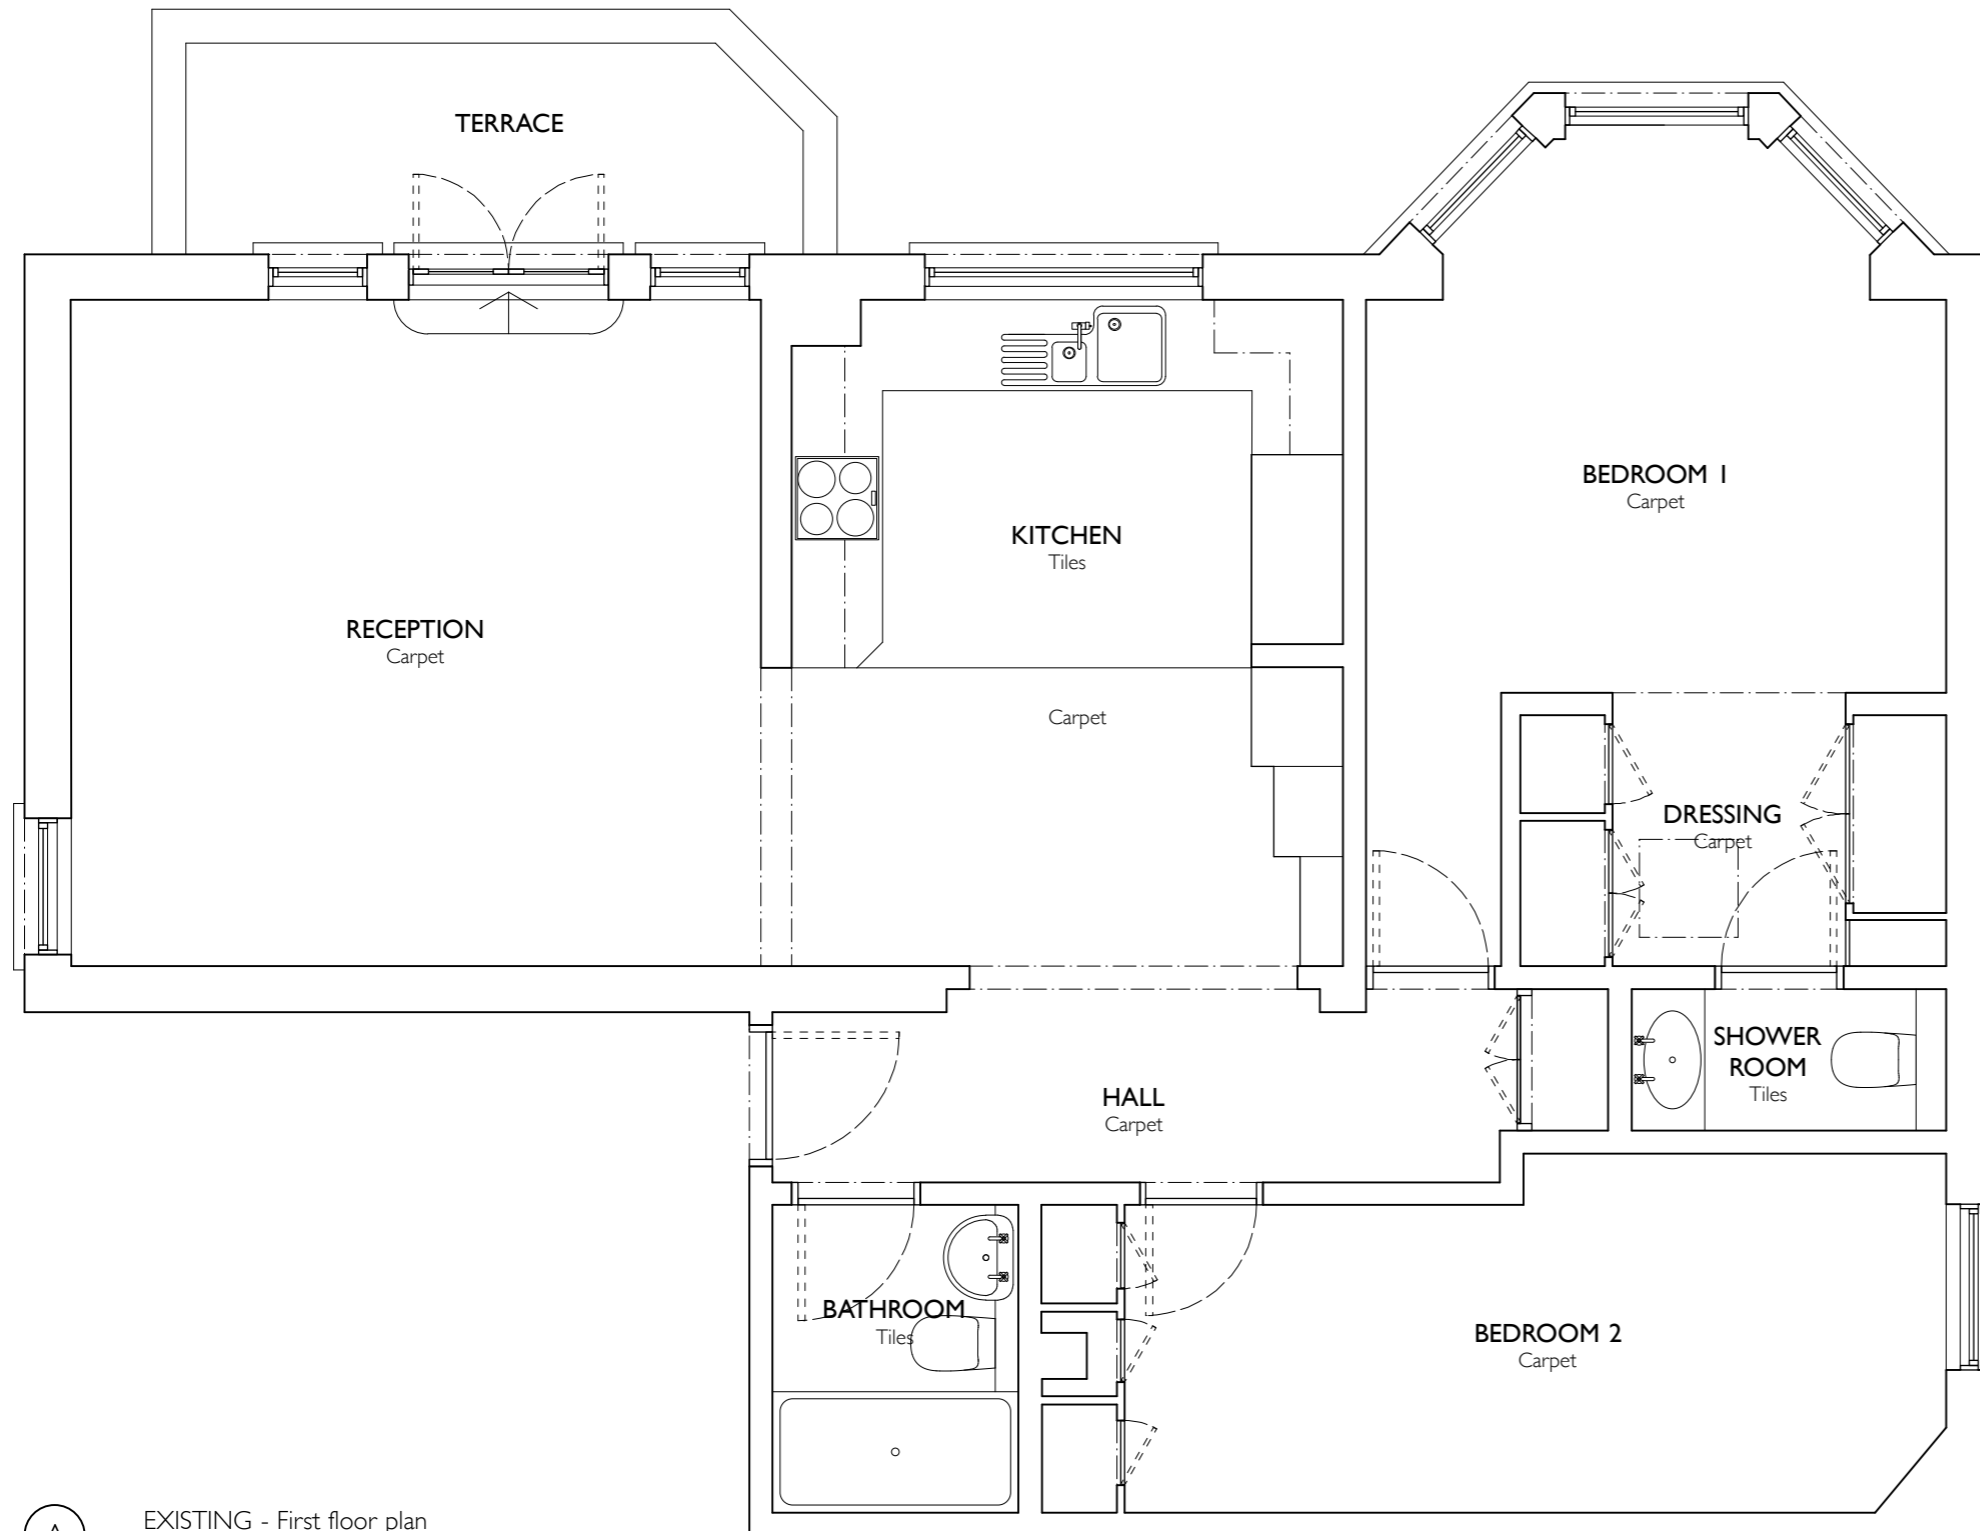 TERRACE
BEDROOM 1
Carpet
KITCHEN
Tiles
RECEPTION
Carpet
Carpet
DRESSING
Carpet
SHOWER
ROOM
Tiles
HALL
Carpet
BATHROOM
Tiles
BEDROOM 2
Carpet
A
EXISTING - First floor plan